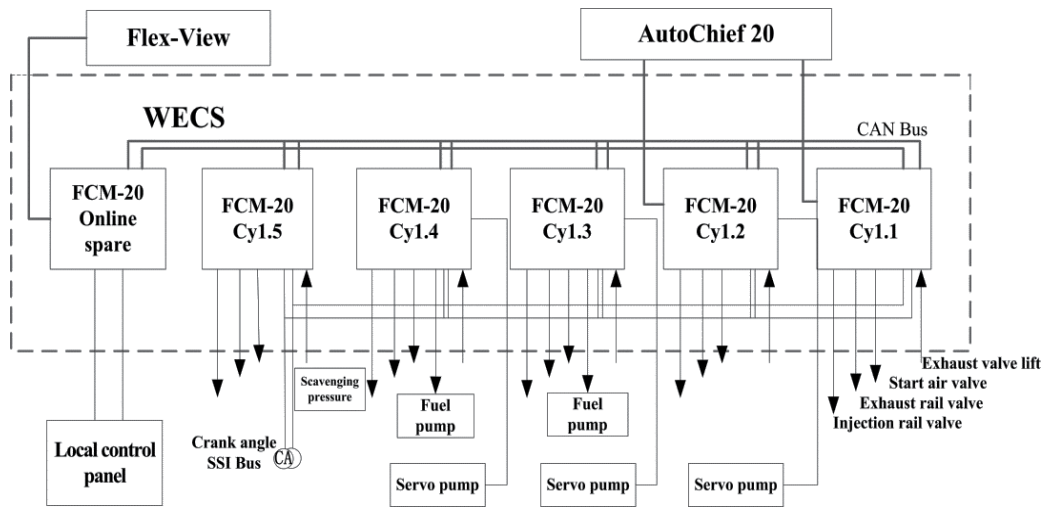 Flex-View
AutoChief 20
WECS
CAN Bus
FCM-20
Online
spare
FCM-20
Cy1.5
FCM-20
Cy1.4
FCM-20
Cy1.3
FCM-20
Cy1.2
FCM-20
Cy1.1
Exhaust valve lift
Start air valve
Exhaust rail valve
Injection rail valve
Scavenging
pressure
Fuel
pump
Fuel
pump
Local control
panel
Crank angle
SSI Bus
CA
Servo pump
Servo pump
Servo pump